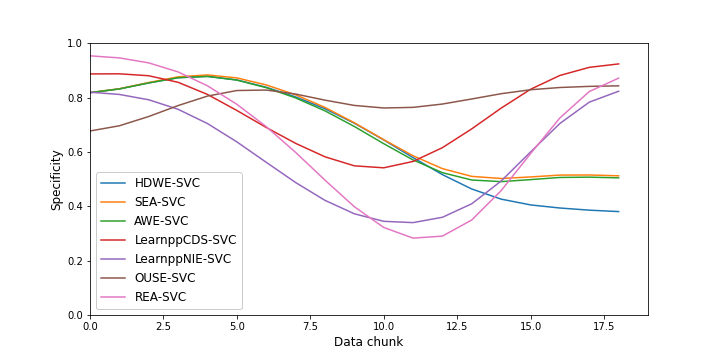 1.0
0.8
0.6
0.4
0.2
0.0
Specificity
HDWE-SVC
SEA-SVC
AWE-SVC
LearnppCDS-SVC
LearnppNIE-SVC
OUSE-SVC
REA-SVC
0.0 2.5 5.0 7.5 10.0 12.5 15.0 17.5
Data chunk